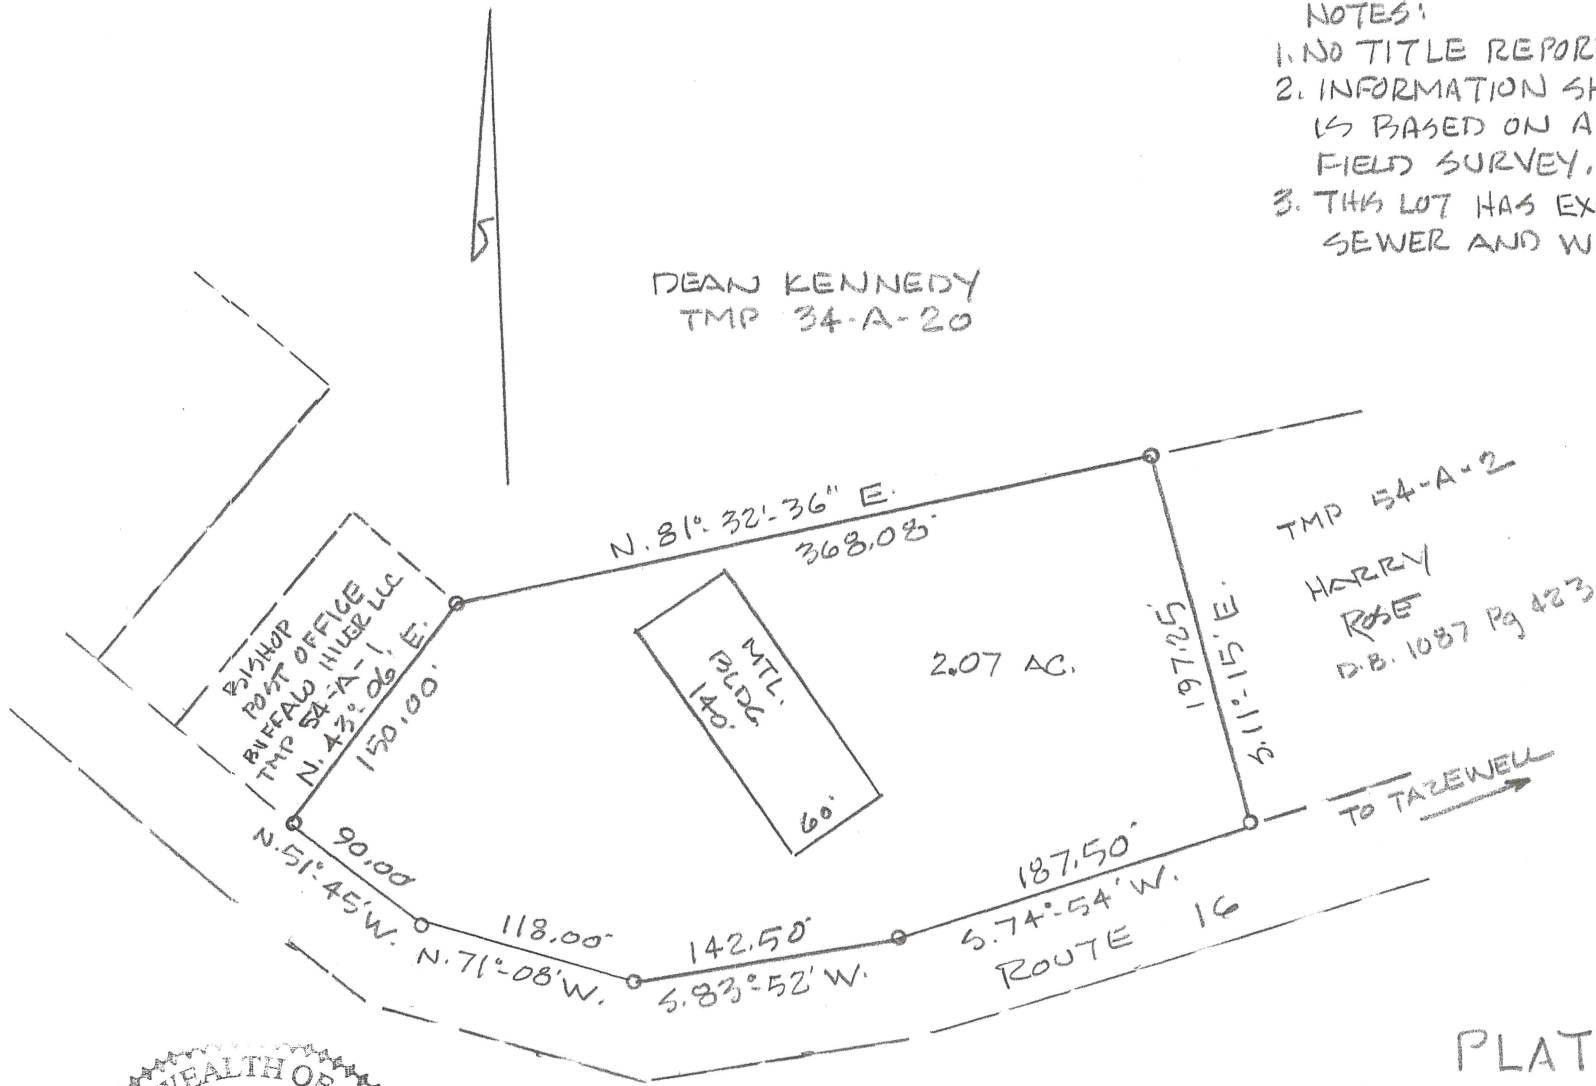 NOTES:
1. NO TITLE REPOR
2. INFORMATION SH
IS BASED ON A
FIELD SURVEY.
3. THIS LOT HAS EX
SEWER AND W
DEAN KENNEDY
TMP 34-A-20
N. 81°-32'-36" E.
368.08'
TMP 54-A-2
HARRY
ROSE
D.B. 1087 Pg 423
BISHOP
POST OFFICE
BUFFALO HILER LLC
TMP 54-A-1
N. 43°-06' E.
150.00'
MTL.
BLDG.
140'
60'
2.07 AC.
197.25
S. 11°-15' E.
TO TAZEWELL
90.00
N. 51°-45' W.
118.00'
N. 71°-08' W.
142.50'
S. 83°-52' W.
187.50'
S. 74°-54' W.
ROUTE 16
PLAT
WEALTH OF